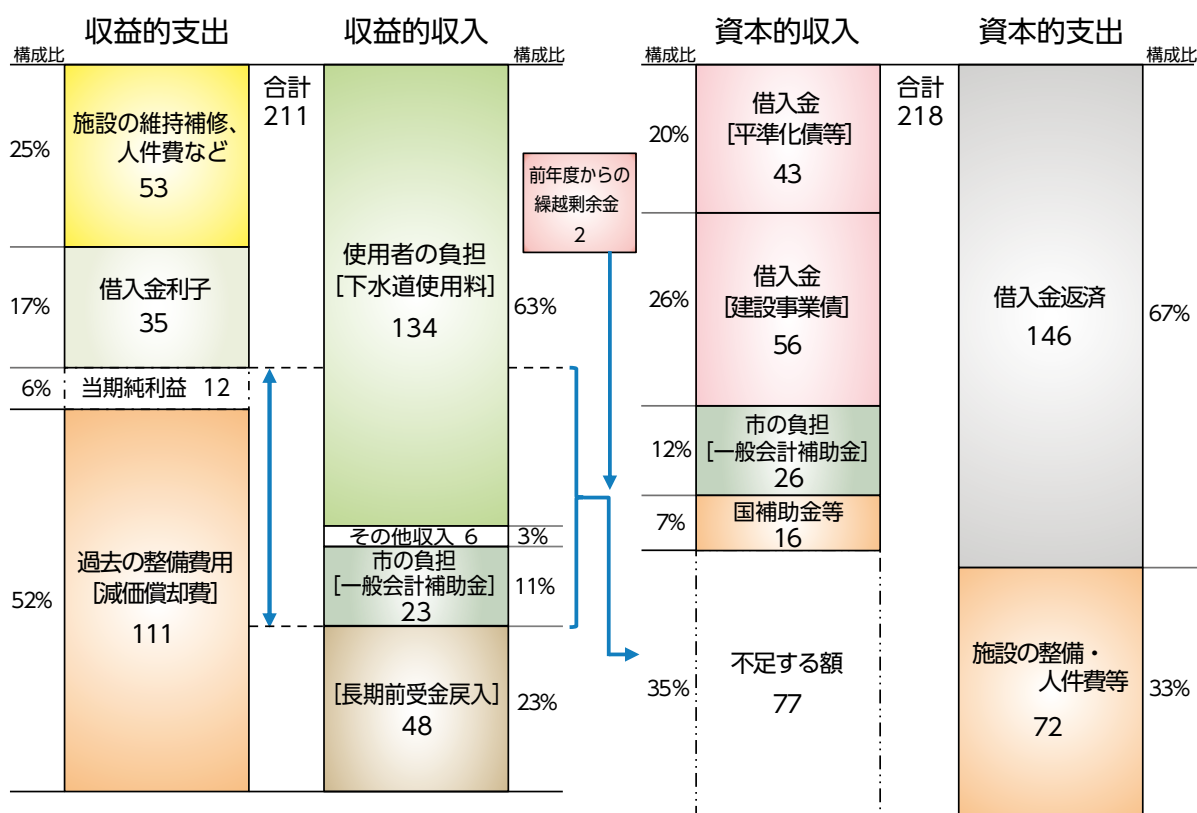 収益的支出
収益的収入
資本的収入
資本的支出
構成比
構成比
構成比
構成比
25%
施設の維持補修、
人件費など
53
17%
借入金利子
35
6%
当期純利益 12
52%
過去の整備費用
[減価償却費]
111
合計
211
使用者の負担
[下水道使用料]
134
63%
その他収入 6
3%
市の負担
[一般会計補助金]
23
11%
[長期前受金戻入]
48
23%
前年度からの
繰越剰余金
2
20%
借入金
[平準化債等]
43
26%
借入金
[建設事業債]
56
12%
市の負担
[一般会計補助金]
26
7%
国補助金等
16
35%
不足する額
77
合計
218
借入金返済
146
67%
施設の整備・
人件費等
72
33%